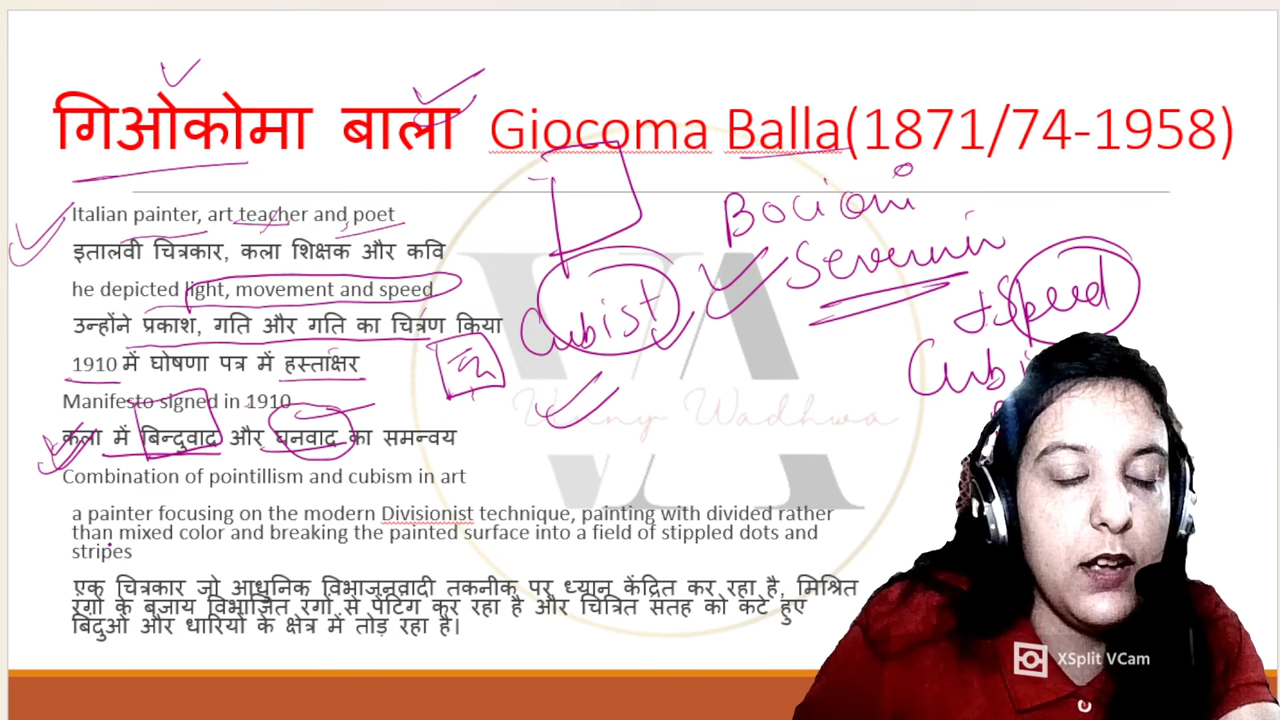 गिओकोमा बाला Giocoma Balla(1871/74-1958)
Italian painter, art teacher and poet
इतालवी चित्रकार, कला शिक्षक और कवि
he depicted light, movement and speed
उन्होंने प्रकाश, गति और गति का चित्रण किया
1910 में घोषणा पत्र में हस्ताक्षर
Manifesto signed in 1910
कला में बिन्दुवाद और घनवाद का समन्वय
Combination of pointillism and cubism in art
a painter focusing on the modern Divisionist technique, painting with divided rather
than mixed color and breaking the painted surface into a field of stippled dots and
stripes
एक चित्रकार जो आधुनिक विभाजनवादी तकनीक पर ध्यान केंद्रित कर रहा है, मिश्रित
रंगों के बजाय विभाजित रंगों से पेंटिंग कर रहा है और चित्रित सतह को कटे हुए
बिंदुओं और धारियों के क्षेत्र में तोड़ रहा है।
Bocioni
Severnin
+Speed
Cubist
Cubi
VA
Wadhwa
XSplit VCam